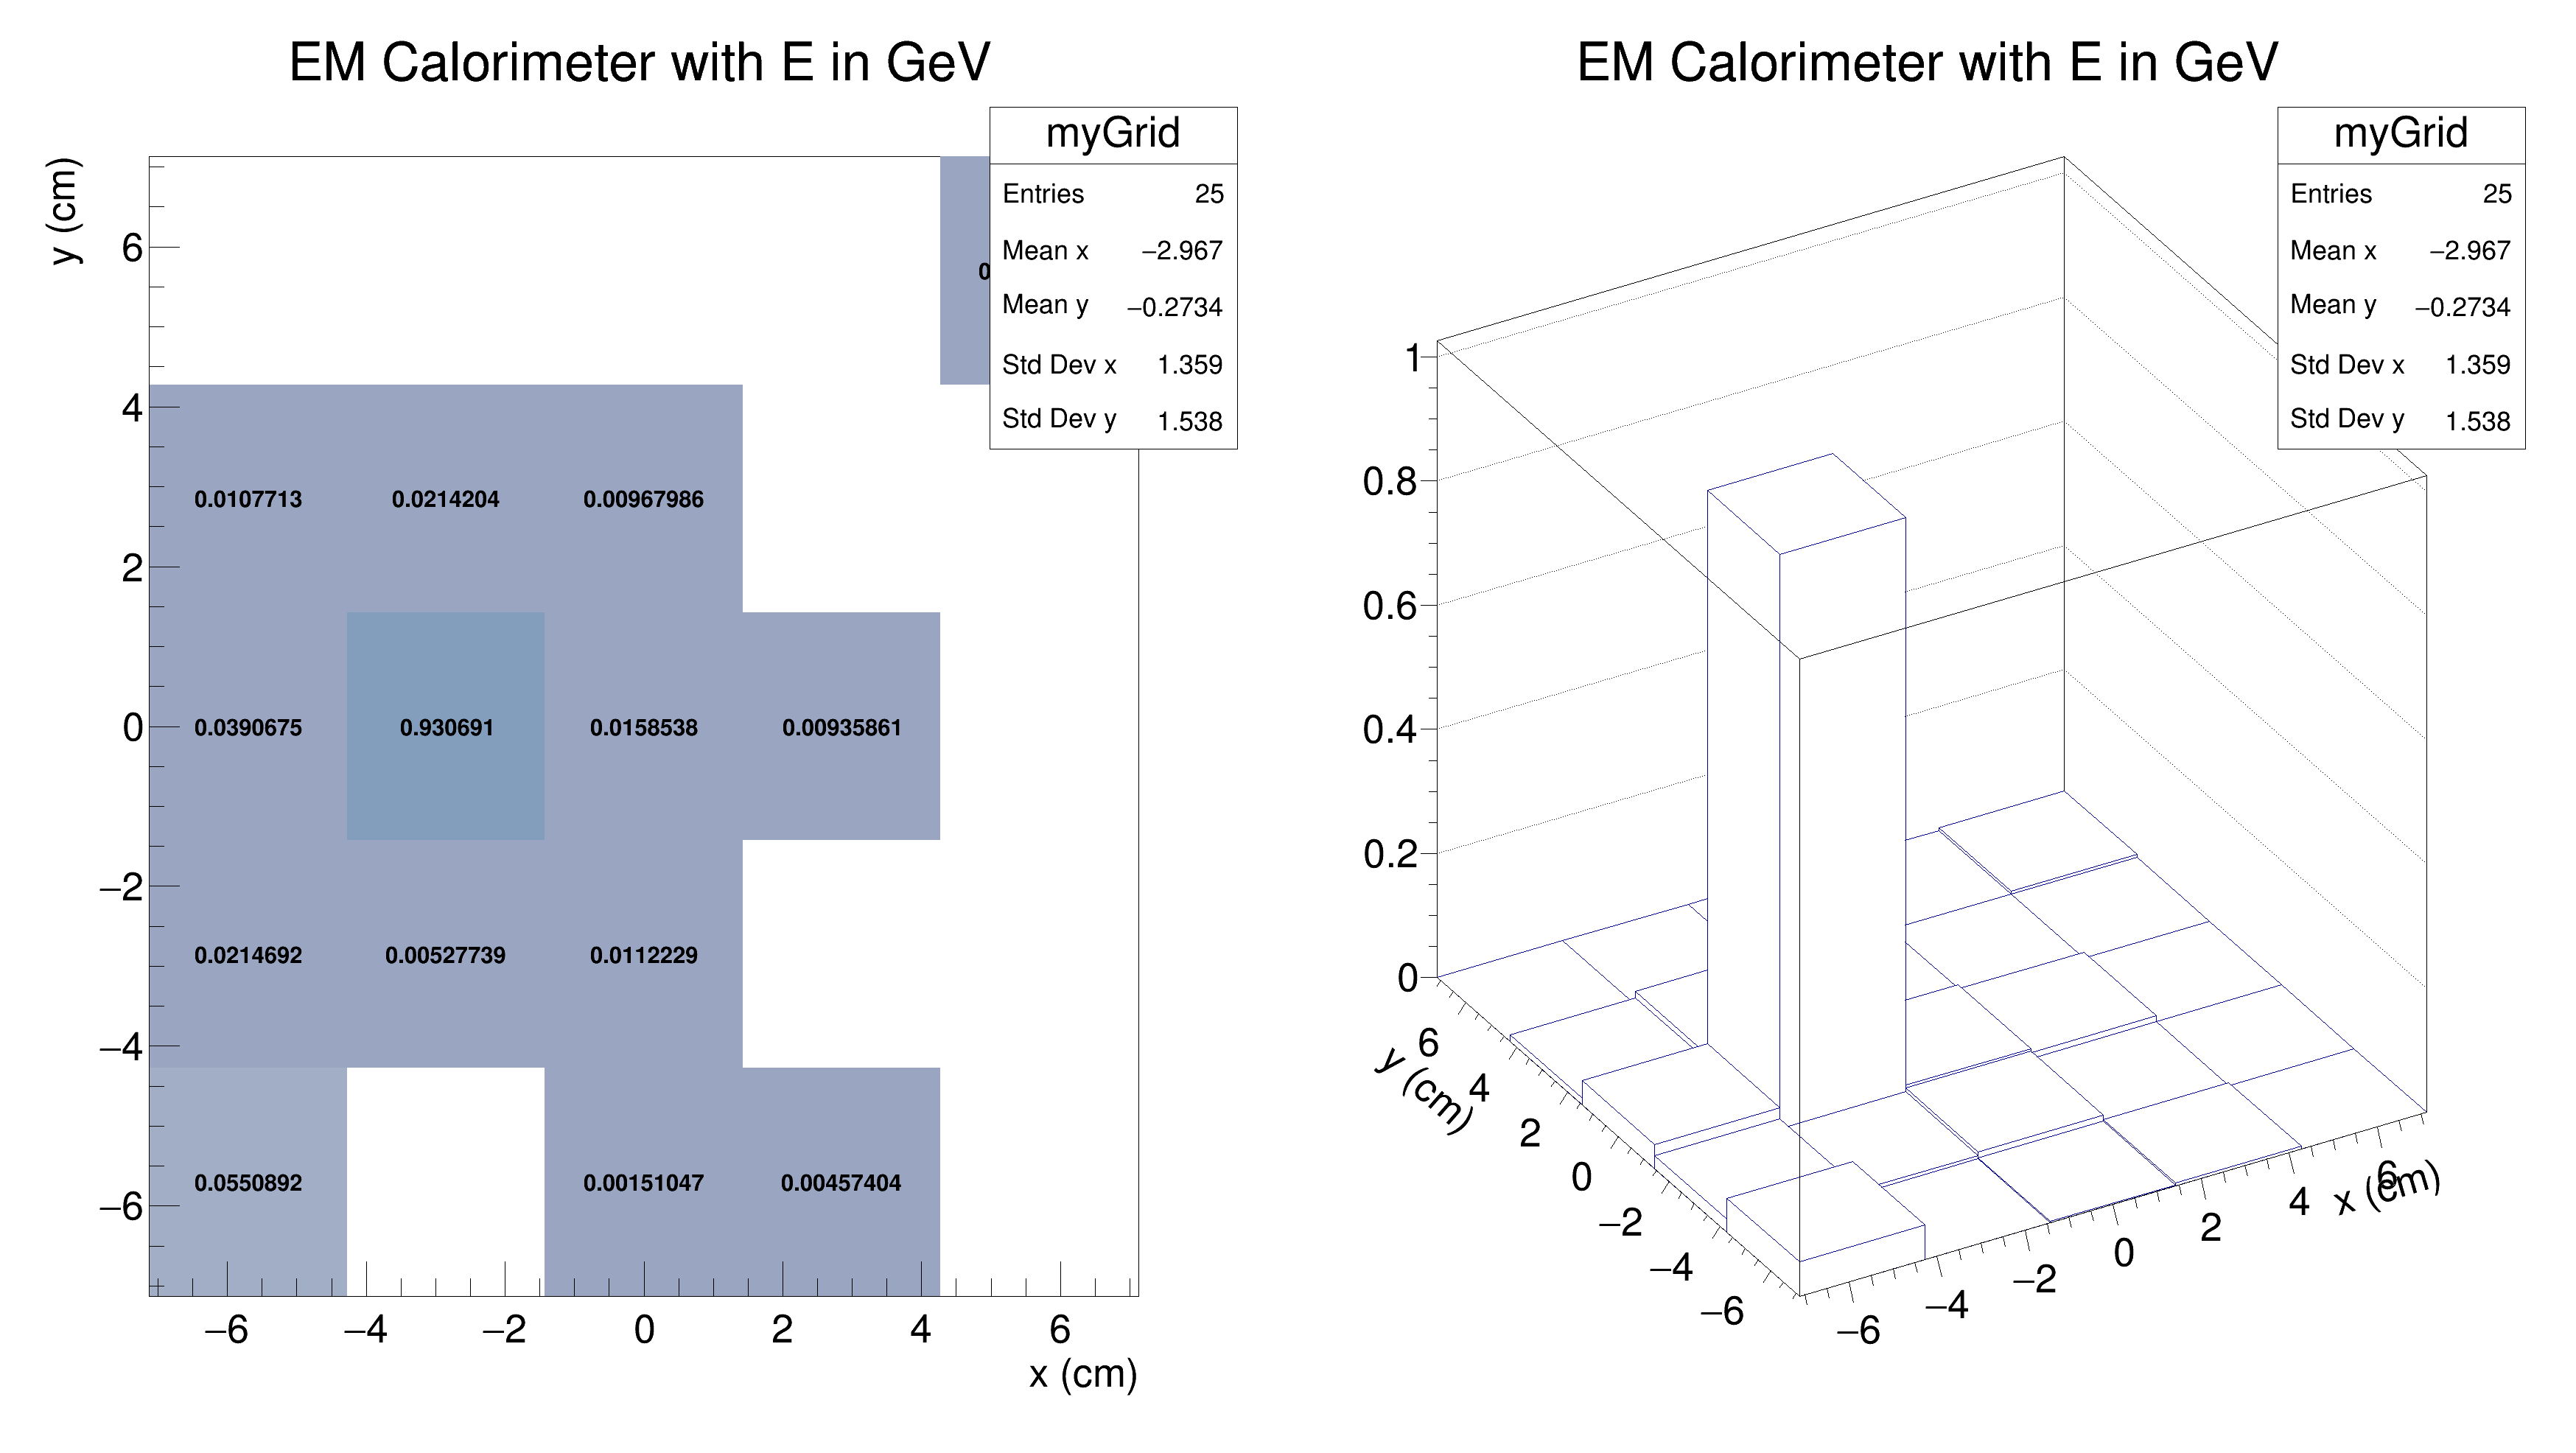 EM Calorimeter with E in GeV
myGrid
Entries 25
Mean x −2.967
Mean y −0.2734
Std Dev x 1.359
Std Dev y 1.538
y (cm)
6
4
2
0
−2
−4
−6
0.0107713 0.0214204 0.00967986
0.0390675 0.930691 0.0158538 0.00935861
0.0214692 0.00527739 0.0112229
0.0550892 0.00151047 0.00457404
−6 −4 −2 0 2 4 6
x (cm)
EM Calorimeter with E in GeV
myGrid
Entries 25
Mean x −2.967
Mean y −0.2734
Std Dev x 1.359
Std Dev y 1.538
1
0.8
0.6
0.4
0.2
0
y (cm)
6
4
2
0
−2
−4
−6
−6 −4 −2 0 2 4 6
x (cm)